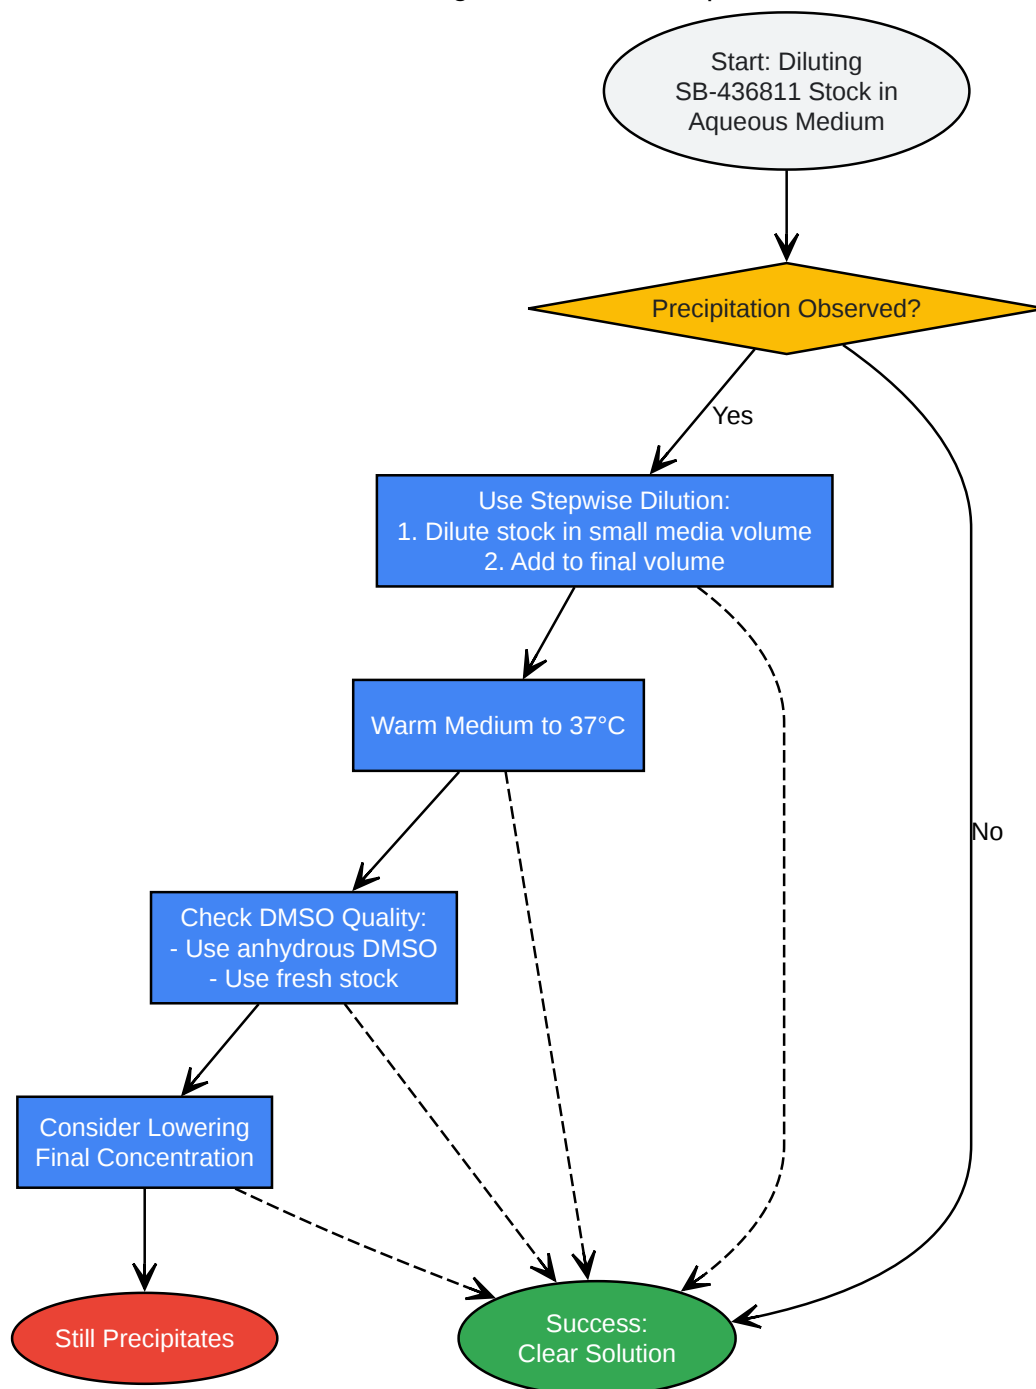 Start: Diluting
SB-436811 Stock in
Aqueous Medium
Precipitation Observed?
Yes
Use Stepwise Dilution:
1. Dilute stock in small media volume
2. Add to final volume
Warm Medium to 37°C
No
Check DMSO Quality:
- Use anhydrous DMSO
- Use fresh stock
Consider Lowering
Final Concentration
Still Precipitates
Success:
Clear Solution